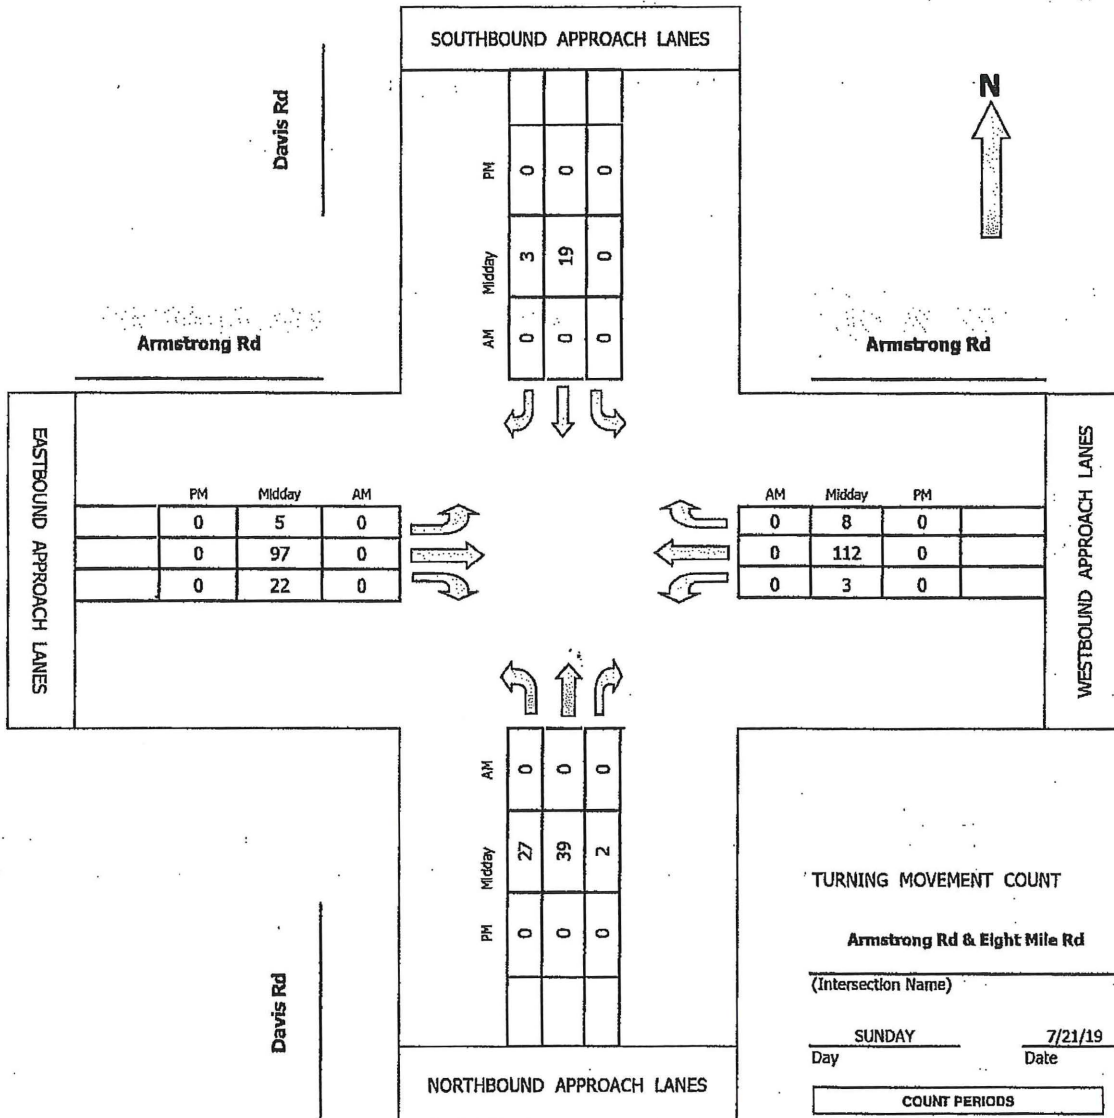 SOUTHBOUND APPROACH LANES
N
Davis Rd
PM 0 0 0
Midday 3 19 0
AM 0 0 0
Armstrong Rd
Armstrong Rd
EASTBOUND APPROACH LANES
PM Midday AM
0 5 0
0 97 0
0 22 0
AM Midday PM
0 8 0
0 112 0
0 3 0
WESTBOUND APPROACH LANES
AM 0 0 0
Midday 27 39 2
PM 0 0 0
Davis Rd
NORTHBOUND APPROACH LANES
TURNING MOVEMENT COUNT
Armstrong Rd & Eight Mile Rd
(Intersection Name)
SUNDAY 7/21/19
Day Date
COUNT PERIODS